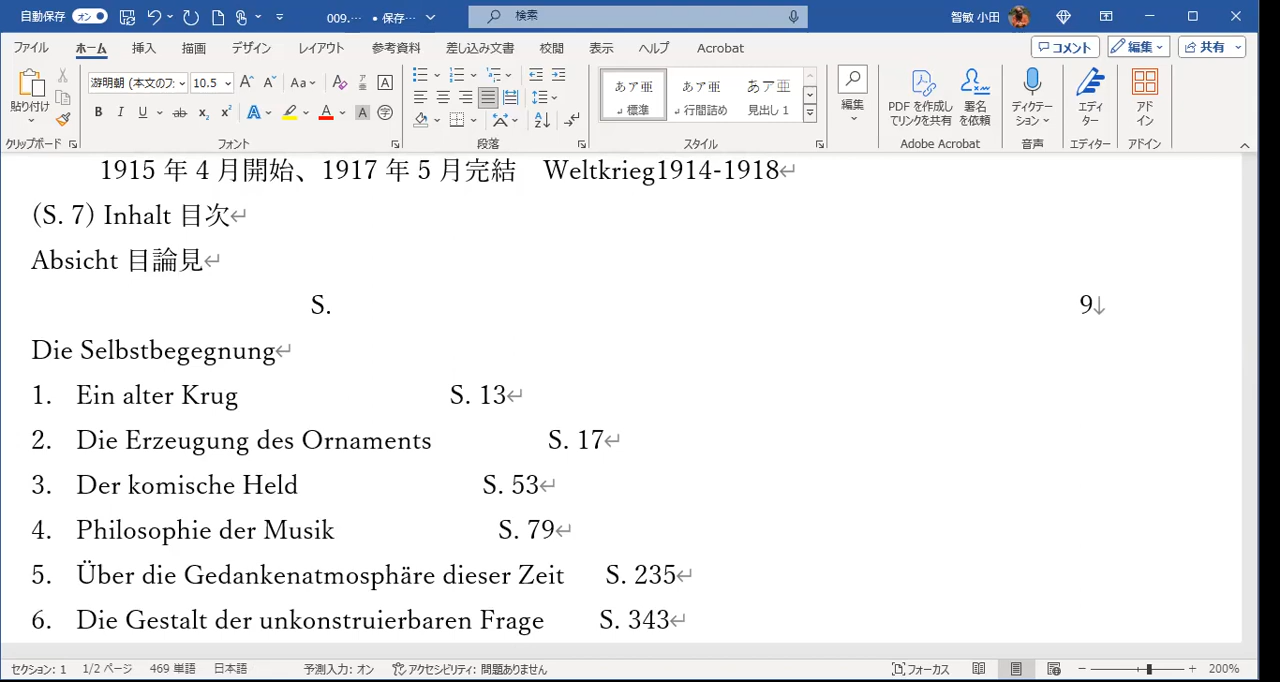 自動保存 オン 009.… • 保存… 検索 智敏 小田
ファイル ホーム 挿入 描画 デザイン レイアウト 参考資料 差し込み文書 校閲 表示 ヘルプ Acrobat コメント 編集 共有
游明朝 (本文のフ 10.5 Aa
あア亜 あア亜 あア亜
貼り付け B I U ab x₂ x² A A A 字 ↲標準 ↲行間詰め 見出し 1 編集 PDF を作成してリンクを共有 署名を依頼 ディクテーション エディター アドイン
クリップボード フォント 段落 スタイル Adobe Acrobat 音声 エディター アドイン
1915 年 4 月開始、1917 年 5 月完結 Weltkrieg1914-1918↵
(S. 7) Inhalt 目次↵
Absicht 目論見↵
S. 9↓
Die Selbstbegegnung↵
1. Ein alter Krug S. 13↵
2. Die Erzeugung des Ornaments S. 17↵
3. Der komische Held S. 53↵
4. Philosophie der Musik S. 79↵
5. Über die Gedankenatmosphäre dieser Zeit S. 235↵
6. Die Gestalt der unkonstruierbaren Frage S. 343↵
セクション: 1 1/2 ページ 469 単語 日本語 予測入力: オン アクセシビリティ: 問題ありません フォーカス 200%